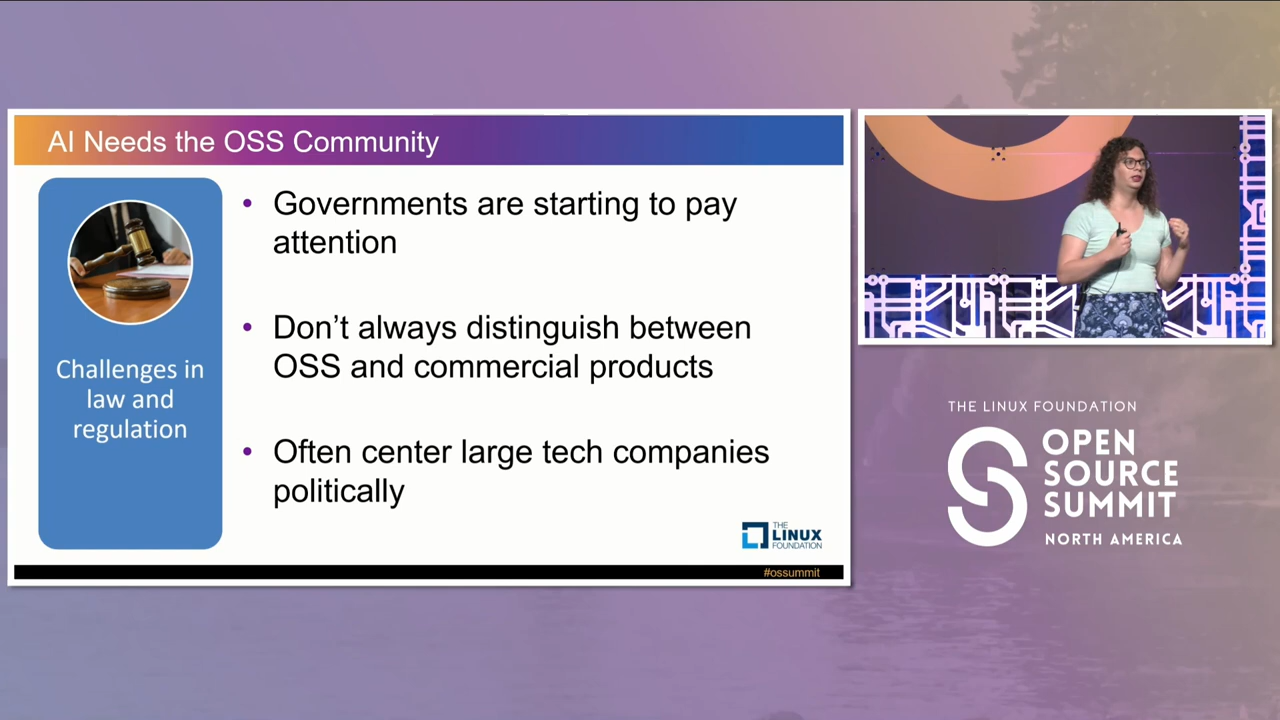 AI Needs the OSS Community
Challenges in
law and
regulation
• Governments are starting to pay
attention
• Don’t always distinguish between
OSS and commercial products
• Often center large tech companies
politically
THE
LINUX
FOUNDATION
#ossummit
THE LINUX FOUNDATION
OPEN
SOURCE
SUMMIT
NORTH AMERICA